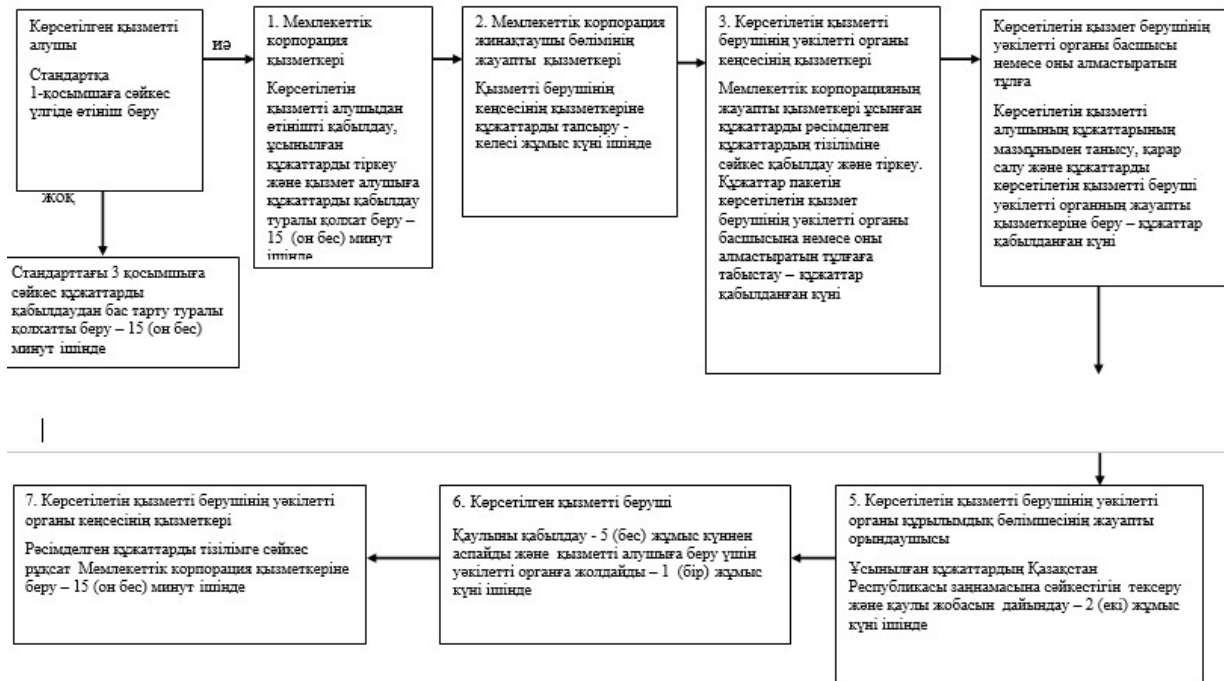 Көрсетілген қызметті
алушы
Стандартқа
1-қосымшаға сәйкес
үлгіде өтініш беру
иә
жоқ
Стандарттағы 3 қосымшыға
сәйкес құжаттарды
қабылдаудан бас тарту туралы
қолхатты беру – 15 (он бес)
минут ішінде
1. Мемлекеттік
корпорация
қызметкері
Көрсетілетін
қызметті алушыдан
өтінішті қабылдау,
ұсынылған
құжаттарды тіркеу
және қызмет алушыға
құжаттарды қабылдау
туралы қолхат беру –
15 (он бес) минут
ішінде
2. Мемлекеттік корпорация
жинақтаушы бөлімінің
жауапты қызметкері
Қызметті берушінің
кеңсесінің қызметкеріне
құжаттарды тапсыру -
келесі жұмыс күні ішінде
3. Көрсетілетін қызметті
берушінің уәкілетті органы
кеңсесінің қызметкері
Мемлекеттік корпорацияның
жауапты қызметкері ұсынған
құжаттарды рәсімделген
құжаттардың тізіліміне
сәйкес қабылдау және тіркеу.
Құжаттар пакетін
көрсетілетін қызмет
берушінің уәкілетті органы
басшысына немесе оны
алмастыратын тұлғаға
табыстау – құжаттар
қабылданған күні
Көрсетілетін қызмет берушінің
уәкілетті органы басшысы
немесе оны алмастыратын
тұлға
Көрсетілетін қызметті
алушының құжаттарының
мазмұнымен танысу, қарар
салу және құжаттарды
көрсетілетін қызметті беруші
уәкілетті органның жауапты
қызметкеріне беру – құжаттар
қабылданған күні
5. Көрсетілетін қызметті берушінің уәкілетті
органы құрылымдық бөлімшесінің жауапты
орындаушысы
Ұсынылған құжаттардың Қазақстан
Республикасы заңнамасына сәйкестігін тексеру
және қаулы жобасын дайындау – 2 (екі) жұмыс
күні ішінде
6. Көрсетілген қызметті беруші
Қаулыны қабылдау - 5 (бес) жұмыс күннен
аспайды және қызметті алушыға беру үшін
уәкілетті органға жолдайды – 1 (бір) жұмыс
күні ішінде
7. Көрсетілетін қызметті берушінің уәкілетті
органы кеңсесінің қызметкері
Рәсімделген құжаттарды тізілімге сәйкес
рұқсат Мемлекеттік корпорация қызметкеріне
беру – 15 (он бес) минут ішінде